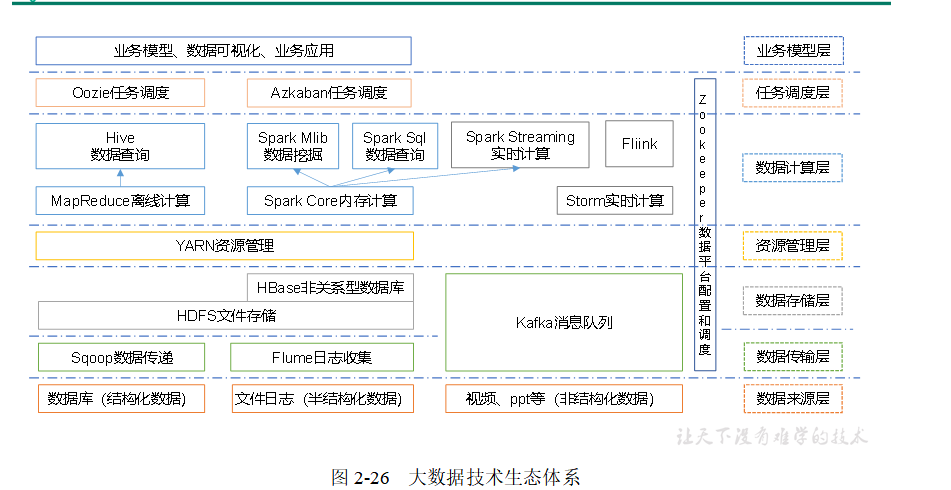 业务模型、数据可视化、业务应用
业务模型层
Oozie任务调度
Azkaban任务调度
任务调度层
Hive
数据查询
Spark Mlib
数据挖掘
Spark Sql
数据查询
Spark Streaming
实时计算
Fliink
数据计算层
MapReduce离线计算
Spark Core内存计算
Storm实时计算
Zoookeeper数据平台配置和调度
YARN资源管理
资源管理层
HBase非关系型数据库
HDFS文件存储
Kafka消息队列
数据存储层
Sqoop数据传递
Flume日志收集
数据传输层
数据库（结构化数据）
文件日志（半结构化数据）
视频、ppt等（非结构化数据）
数据来源层
让天下没有难学的技术
图 2-26 大数据技术生态体系